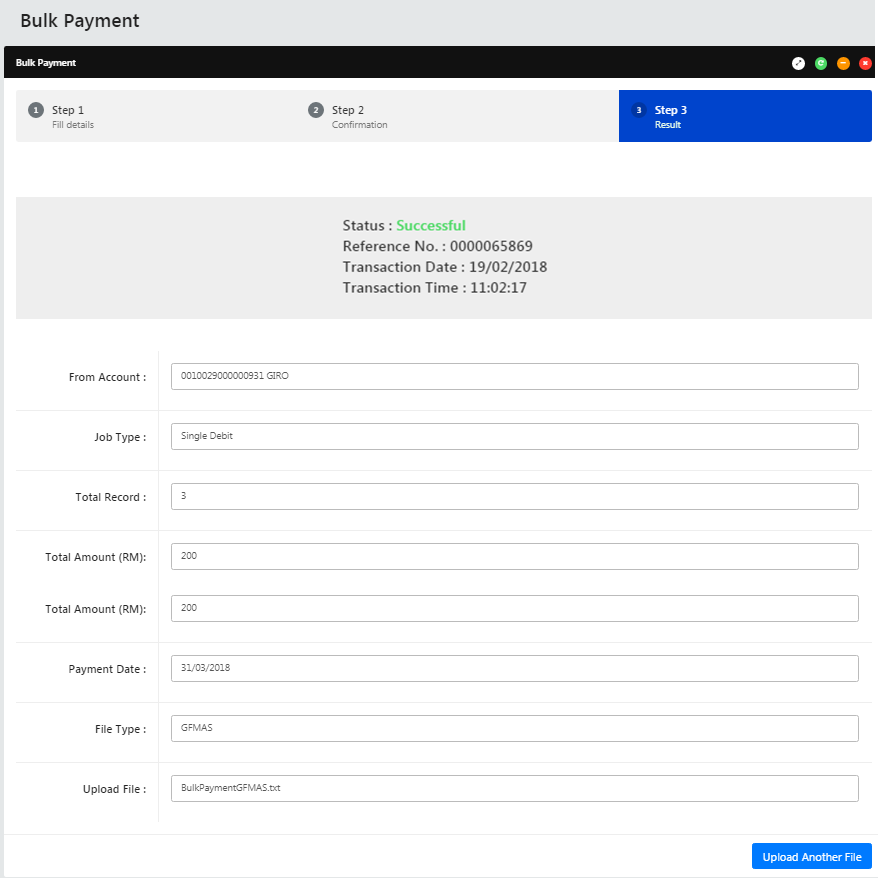 Bulk Payment
Bulk Payment
1 Step 1
Fill details
2 Step 2
Confirmation
3 Step 3
Result
Status : Successful
Reference No. : 0000065869
Transaction Date : 19/02/2018
Transaction Time : 11:02:17
From Account : 0010029000000931 GIRO
Job Type : Single Debit
Total Record : 3
Total Amount (RM): 200
Total Amount (RM): 200
Payment Date : 31/03/2018
File Type : GFMAS
Upload File : BulkPaymentGFMAS.txt
Upload Another File